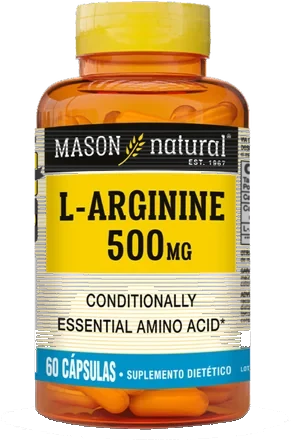 MASON natural®
EST. 1967
L-ARGININE
500MG
CONDITIONALLY
ESSENTIAL AMINO ACID*
60 CÁPSULAS • SUPLEMENTO DIETÉTICO